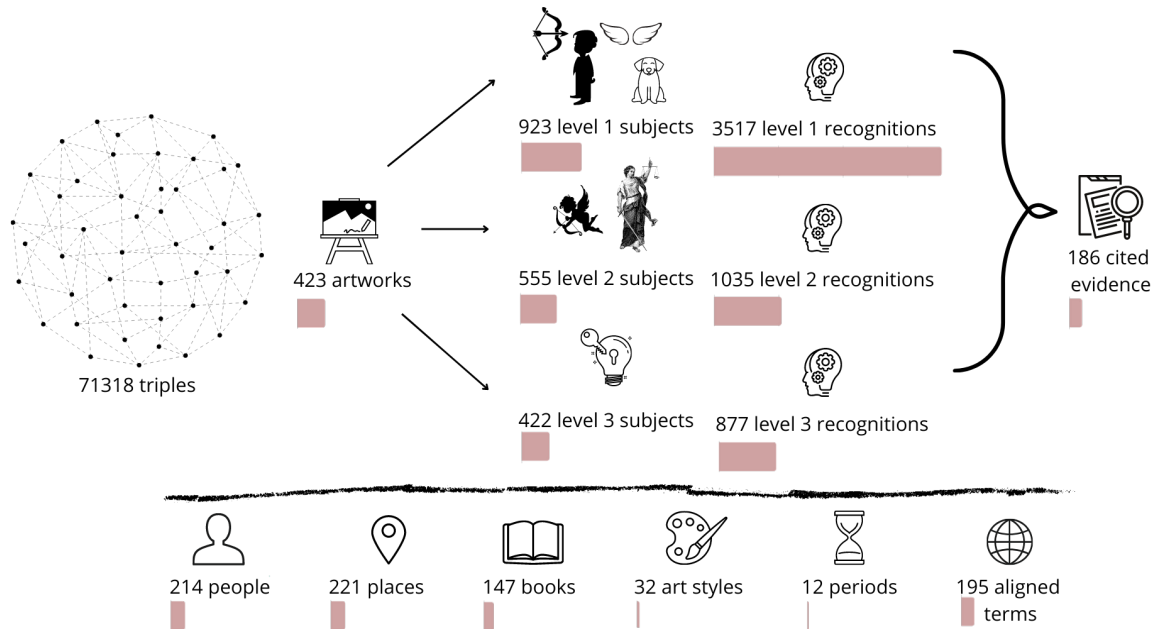 923 level 1 subjects
3517 level 1 recognitions
423 artworks
555 level 2 subjects
1035 level 2 recognitions
186 cited
evidence
71318 triples
422 level 3 subjects
877 level 3 recognitions
214 people
221 places
147 books
32 art styles
12 periods
195 aligned
terms